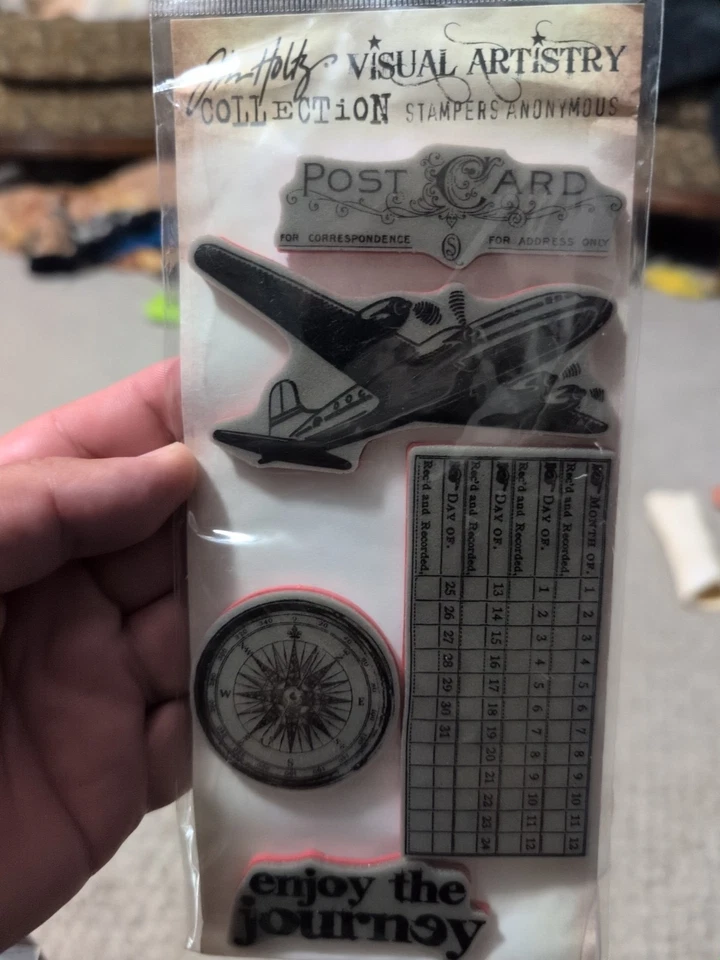 Tim Holtz® VISUAL ARTISTRY
COLLECTION STAMPERS ANONYMOUS
POST CARD
FOR CORRESPONDENCE S FOR ADDRESS ONLY
MONTH OF. 1 2 3 4 5 6 7 8 9 10 11 12
Rec'd and Recorded,
DAY OF. 1 2 3 4 5 6 7 8 9 10 11 12
Rec'd and Recorded,
DAY OF. 13 14 15 16 17 18 19 20 21 22 23 24
Rec'd and Recorded,
DAY OF. 25 26 27 28 29 30 31
Rec'd and Recorded,
W E
S
enjoy the
journey